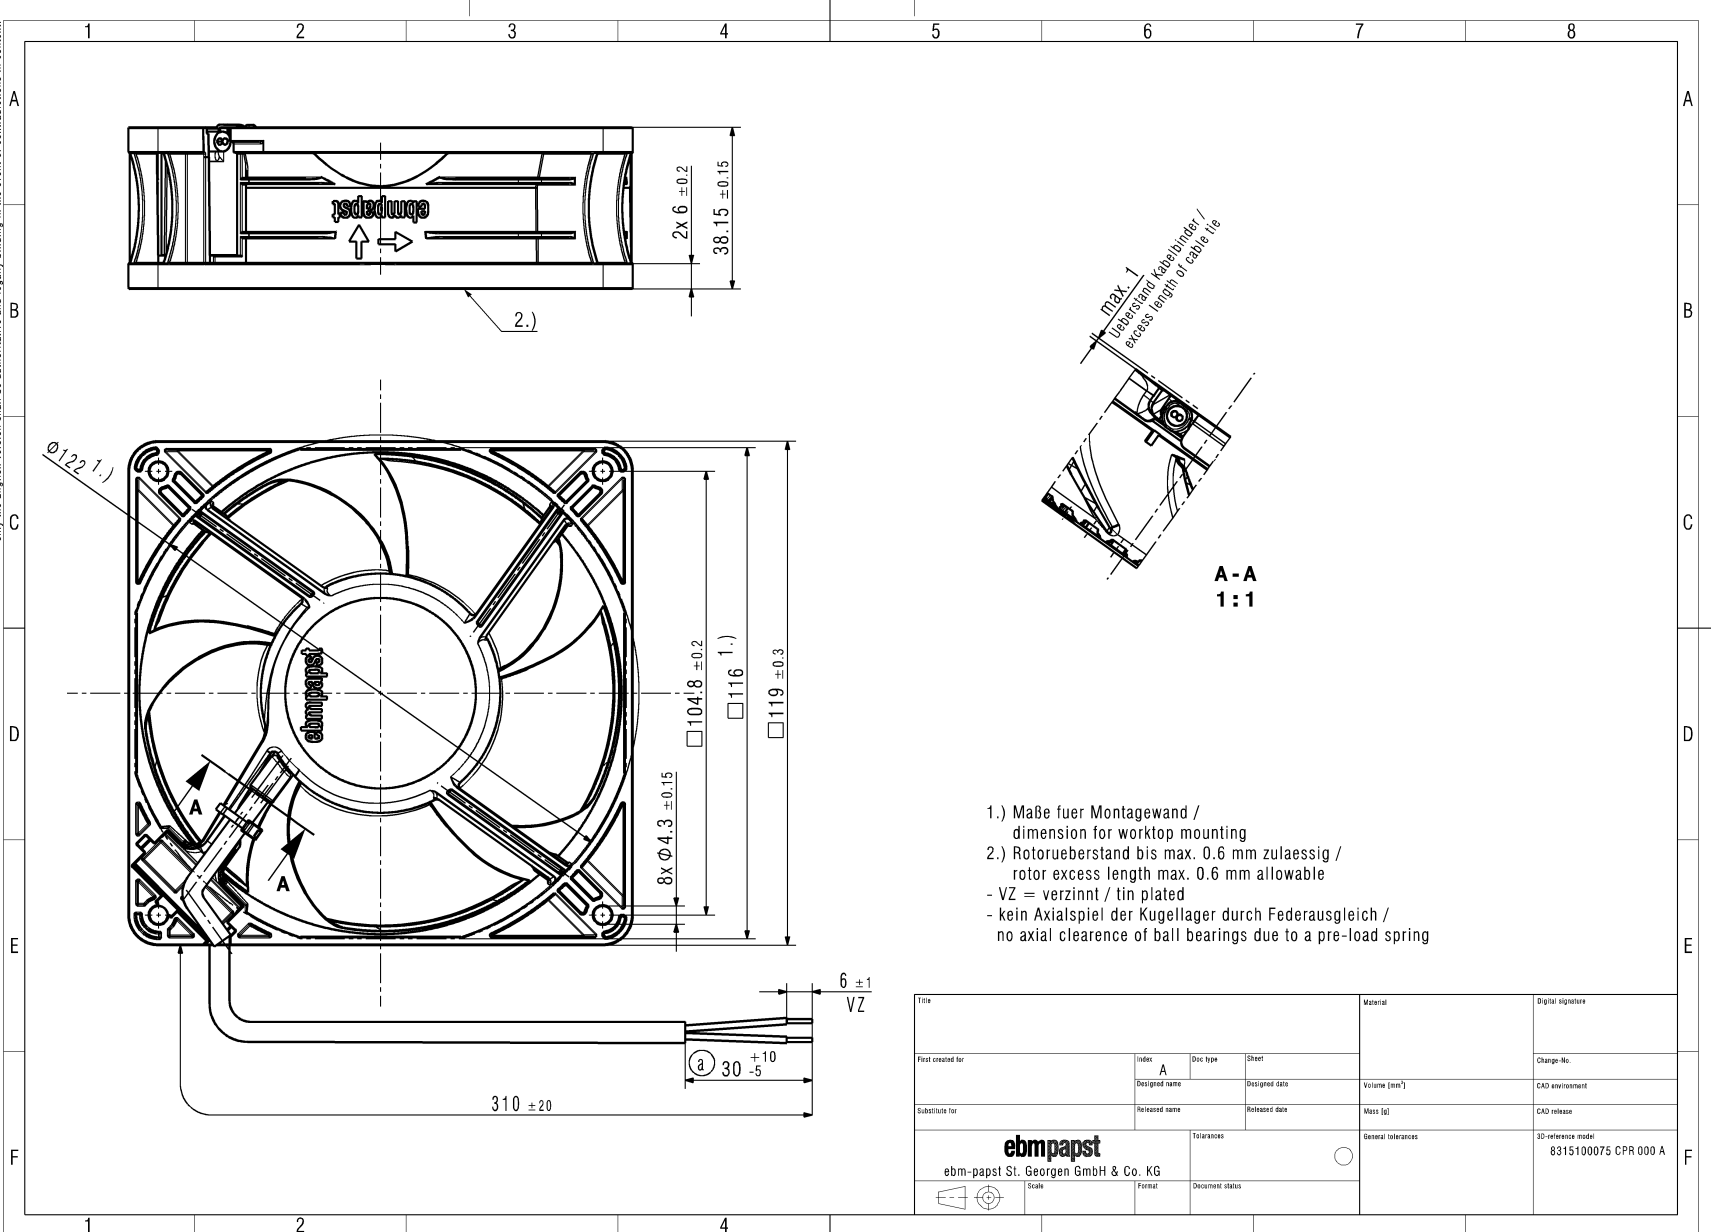 1 2 3 4 5 6 7 8
A A
B B
C C
D D
E E
F F
8
ebmpapst
2x 6 ±0.2
38.15 ±0.15
2.)
Ø122 1.)
ebmpapst
A
A
□104.8 ±0.2
□116 1.)
□119 ±0.3
8x Ø4.3 ±0.15
6 ±1
VZ
a 30 +10 -5
310 ±20
max. 1
Ueberstand Kabelbinder /
excess length of cable tie
8
A-A
1:1
1.) Maße fuer Montagewand /
dimension for worktop mounting
2.) Rotorueberstand bis max. 0.6 mm zulaessig /
rotor excess length max. 0.6 mm allowable
- VZ = verzinnt / tin plated
- kein Axialspiel der Kugellager durch Federausgleich /
no axial clearence of ball bearings due to a pre-load spring
Title
Material
Digital signature
First created for
Index
A
Doc type
Sheet
Change-No.
Designed name
Designed date
Volume [mm³]
CAD environment
Substitute for
Released name
Released date
Mass [g]
CAD release
ebmpapst
ebm-papst St. Georgen GmbH & Co. KG
Tolarances
General tolerances
3D-reference model
8315100075 CPR 000 A
Scale
Format
Document status
1 2 4